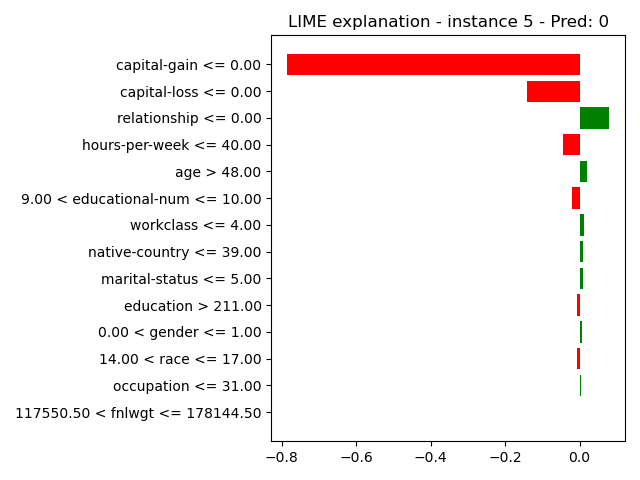 LIME explanation - instance 5 - Pred: 0
capital-gain <= 0.00
capital-loss <= 0.00
relationship <= 0.00
hours-per-week <= 40.00
age > 48.00
9.00 < educational-num <= 10.00
workclass <= 4.00
native-country <= 39.00
marital-status <= 5.00
education > 211.00
0.00 < gender <= 1.00
14.00 < race <= 17.00
occupation <= 31.00
117550.50 < fnlwgt <= 178144.50
−0.8 −0.6 −0.4 −0.2 0.0